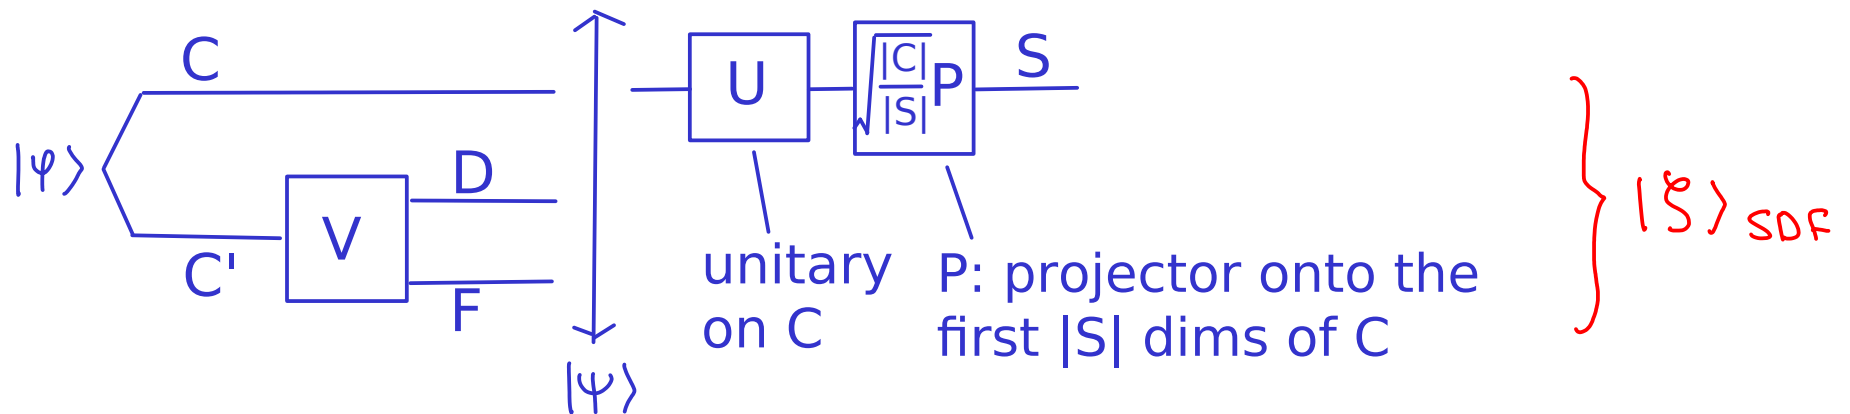 C
|φ⟩
C'
V
D
F
|ψ⟩
U
√|C|/|S| P
S
unitary
on C
P: projector onto the
first |S| dims of C
|ξ⟩SDF